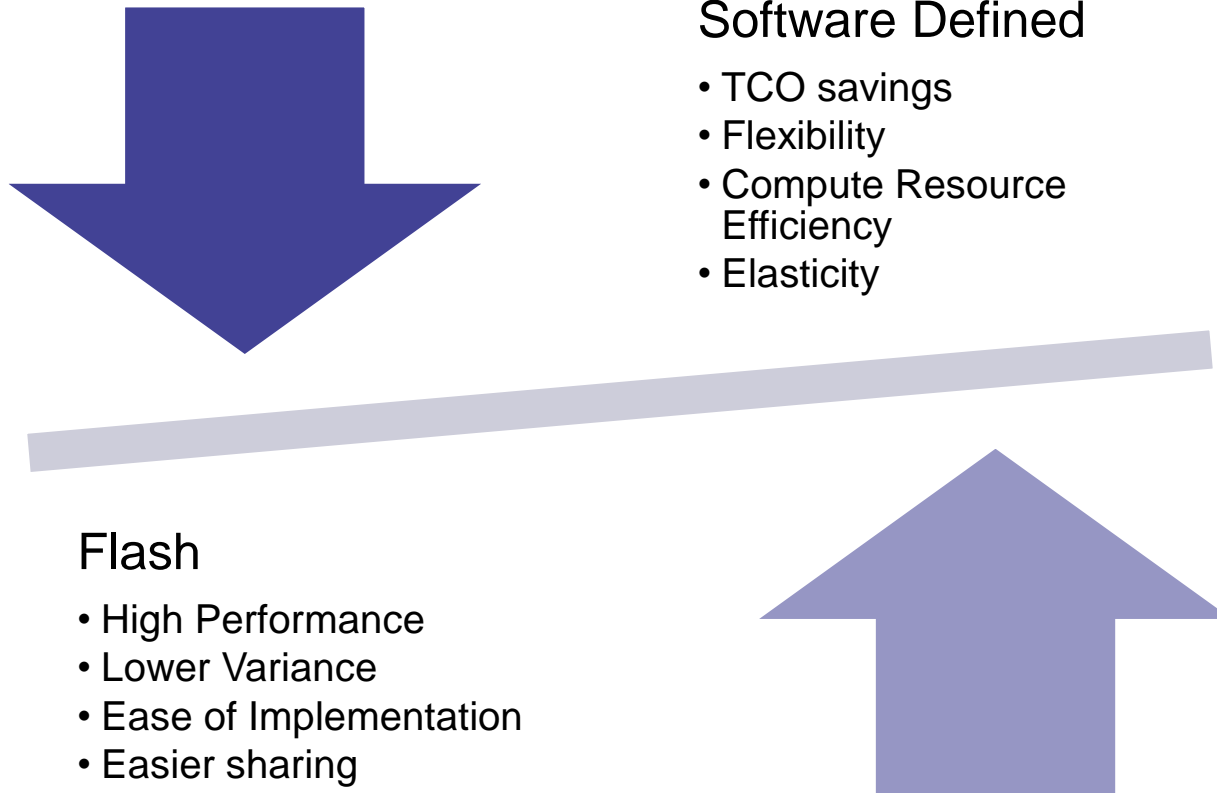 Software Defined
• TCO savings
• Flexibility
• Compute Resource
Efficiency
• Elasticity
Flash
• High Performance
• Lower Variance
• Ease of Implementation
• Easier sharing